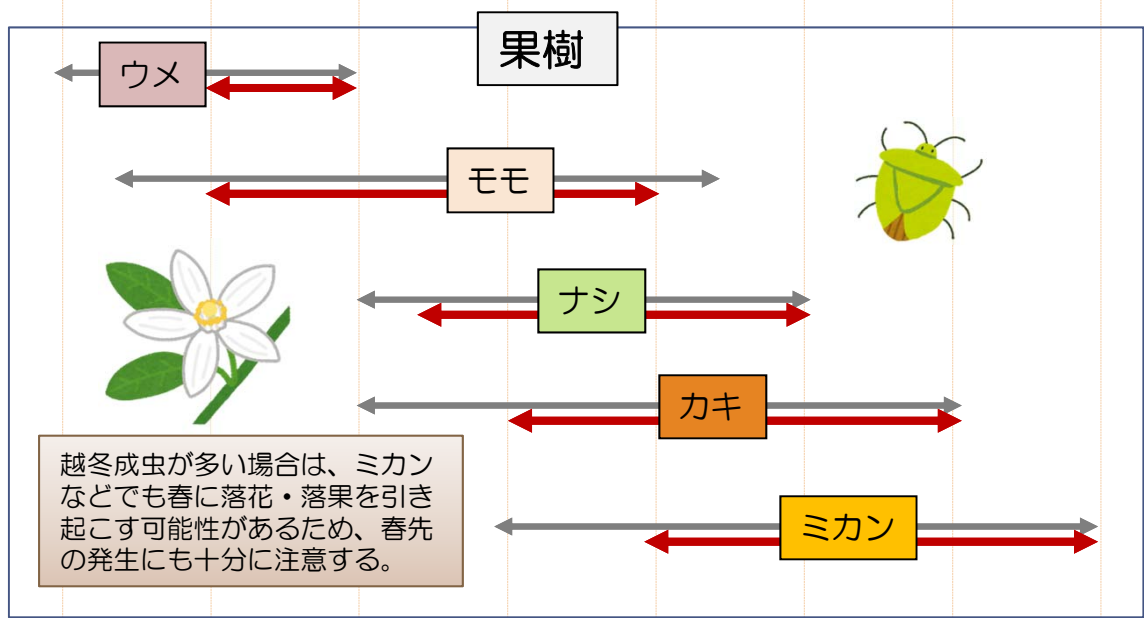 果樹
ウメ
モモ
ナシ
カキ
ミカン
越冬成虫が多い場合は、ミカン
などでも春に落花・落果を引き
起こす可能性があるため、春先
の発生にも十分に注意する。